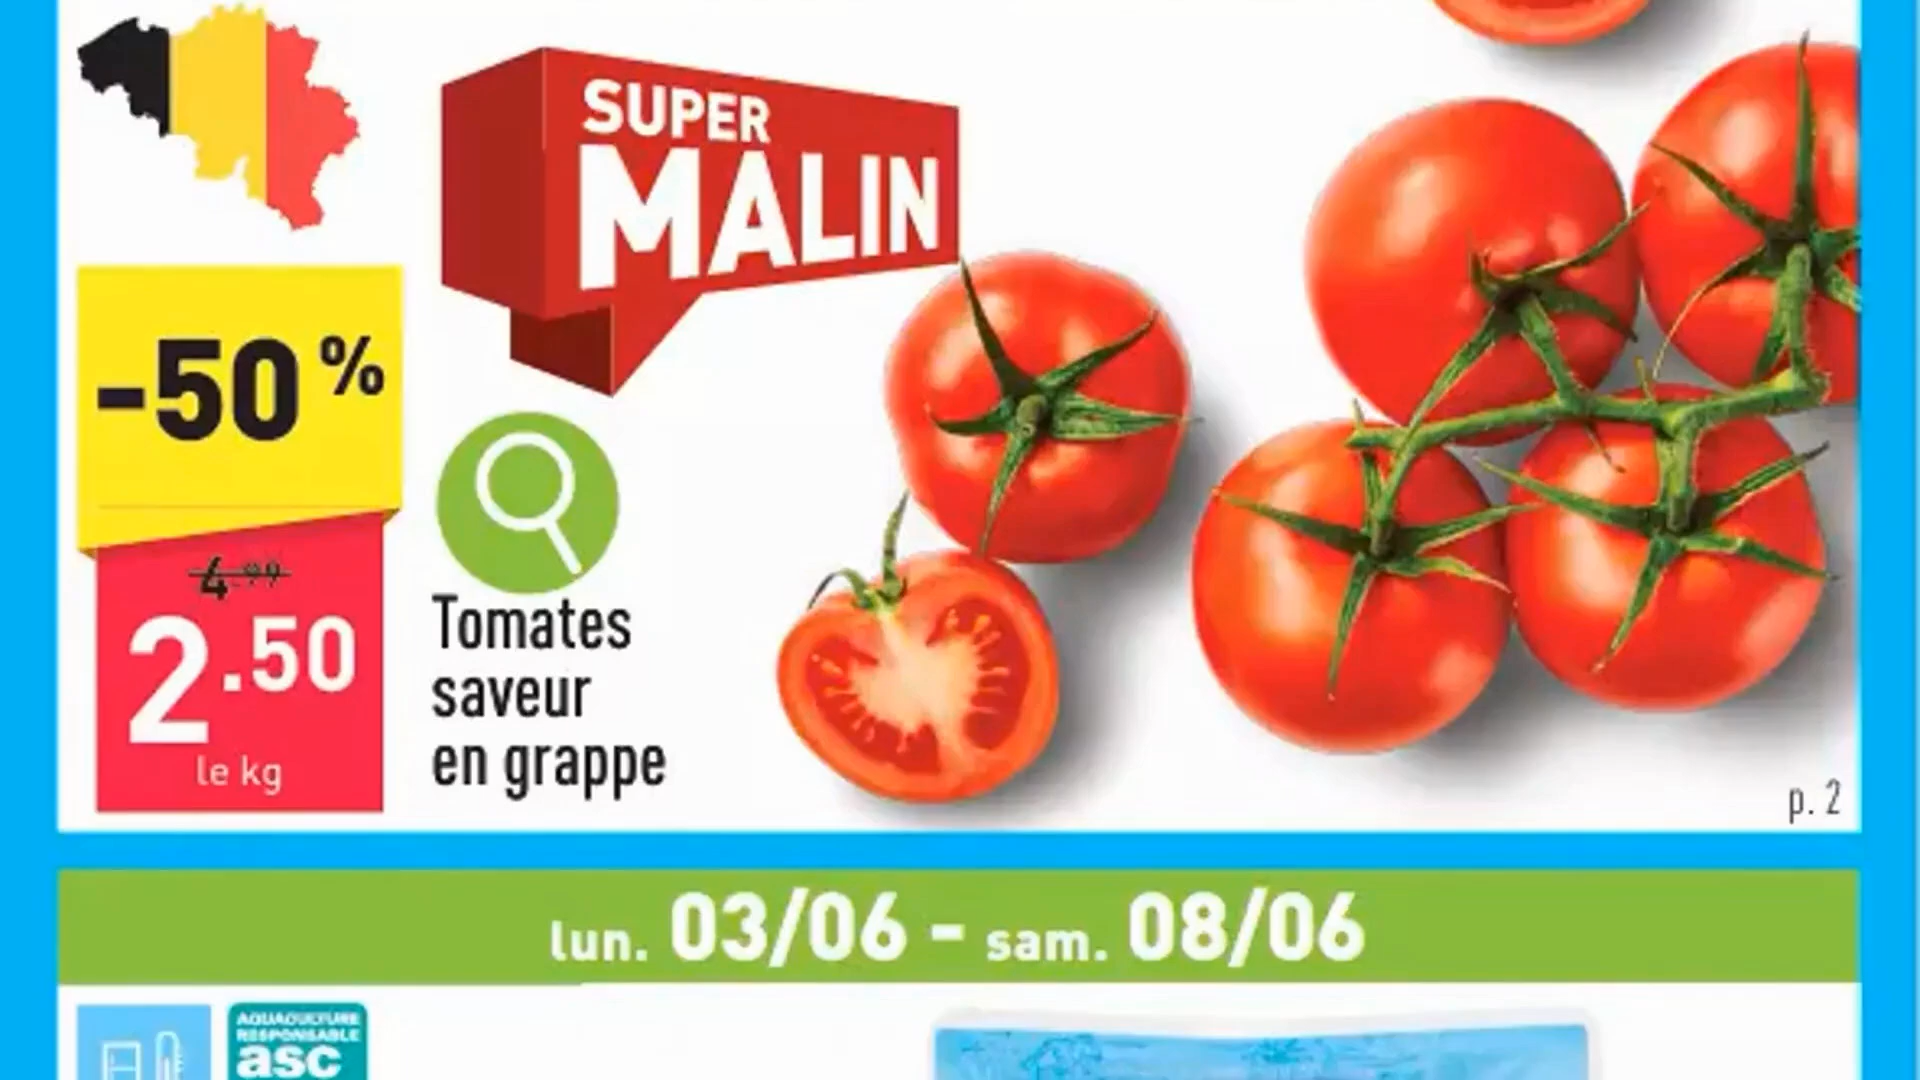 SUPER
MALIN
-50 %
4.99
2.50
le kg
Tomates
saveur
en grappe
p. 2
lun. 03/06 - sam. 08/06
AQUACULTURE
RESPONSABLE
asc